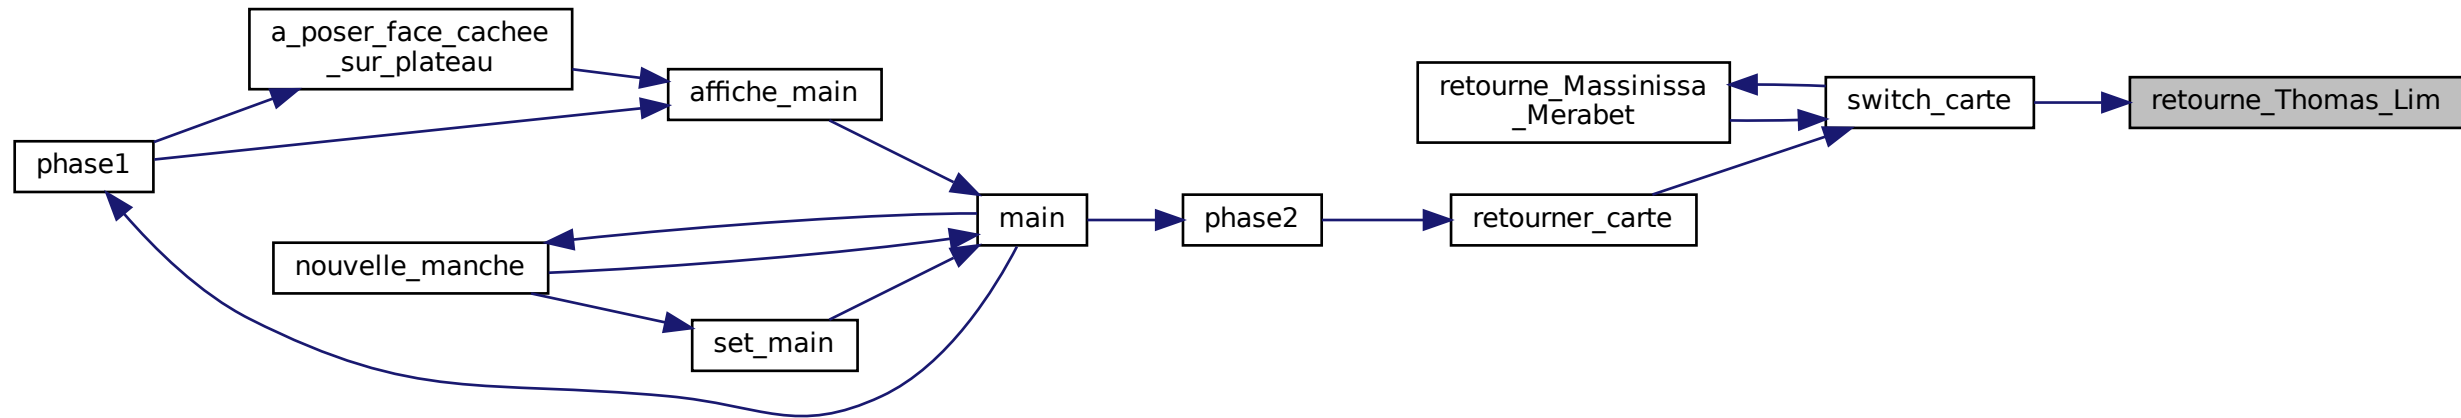 a_poser_face_cachee
_sur_plateau
affiche_main
phase1
nouvelle_manche
set_main
main
phase2
retourne_Massinissa
_Merabet
retourner_carte
switch_carte
retourne_Thomas_Lim